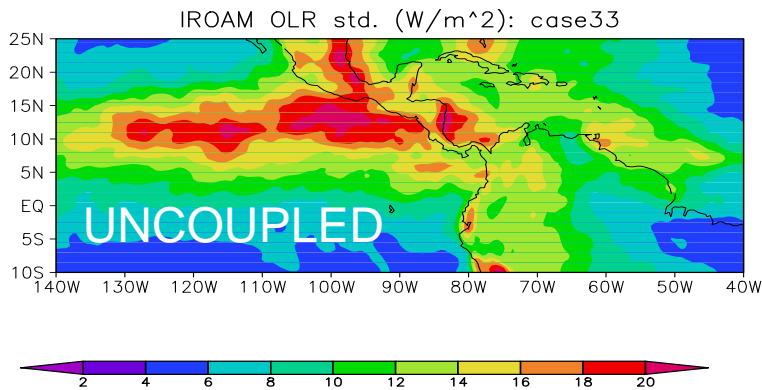 IROAM OLR std. (W/m^2): case33
25N
20N
15N
10N
5N
EQ
5S
10S
UNCOUPLED
140W 130W 120W 110W 100W 90W 80W 70W 60W 50W 40W
2 4 6 8 10 12 14 16 18 20